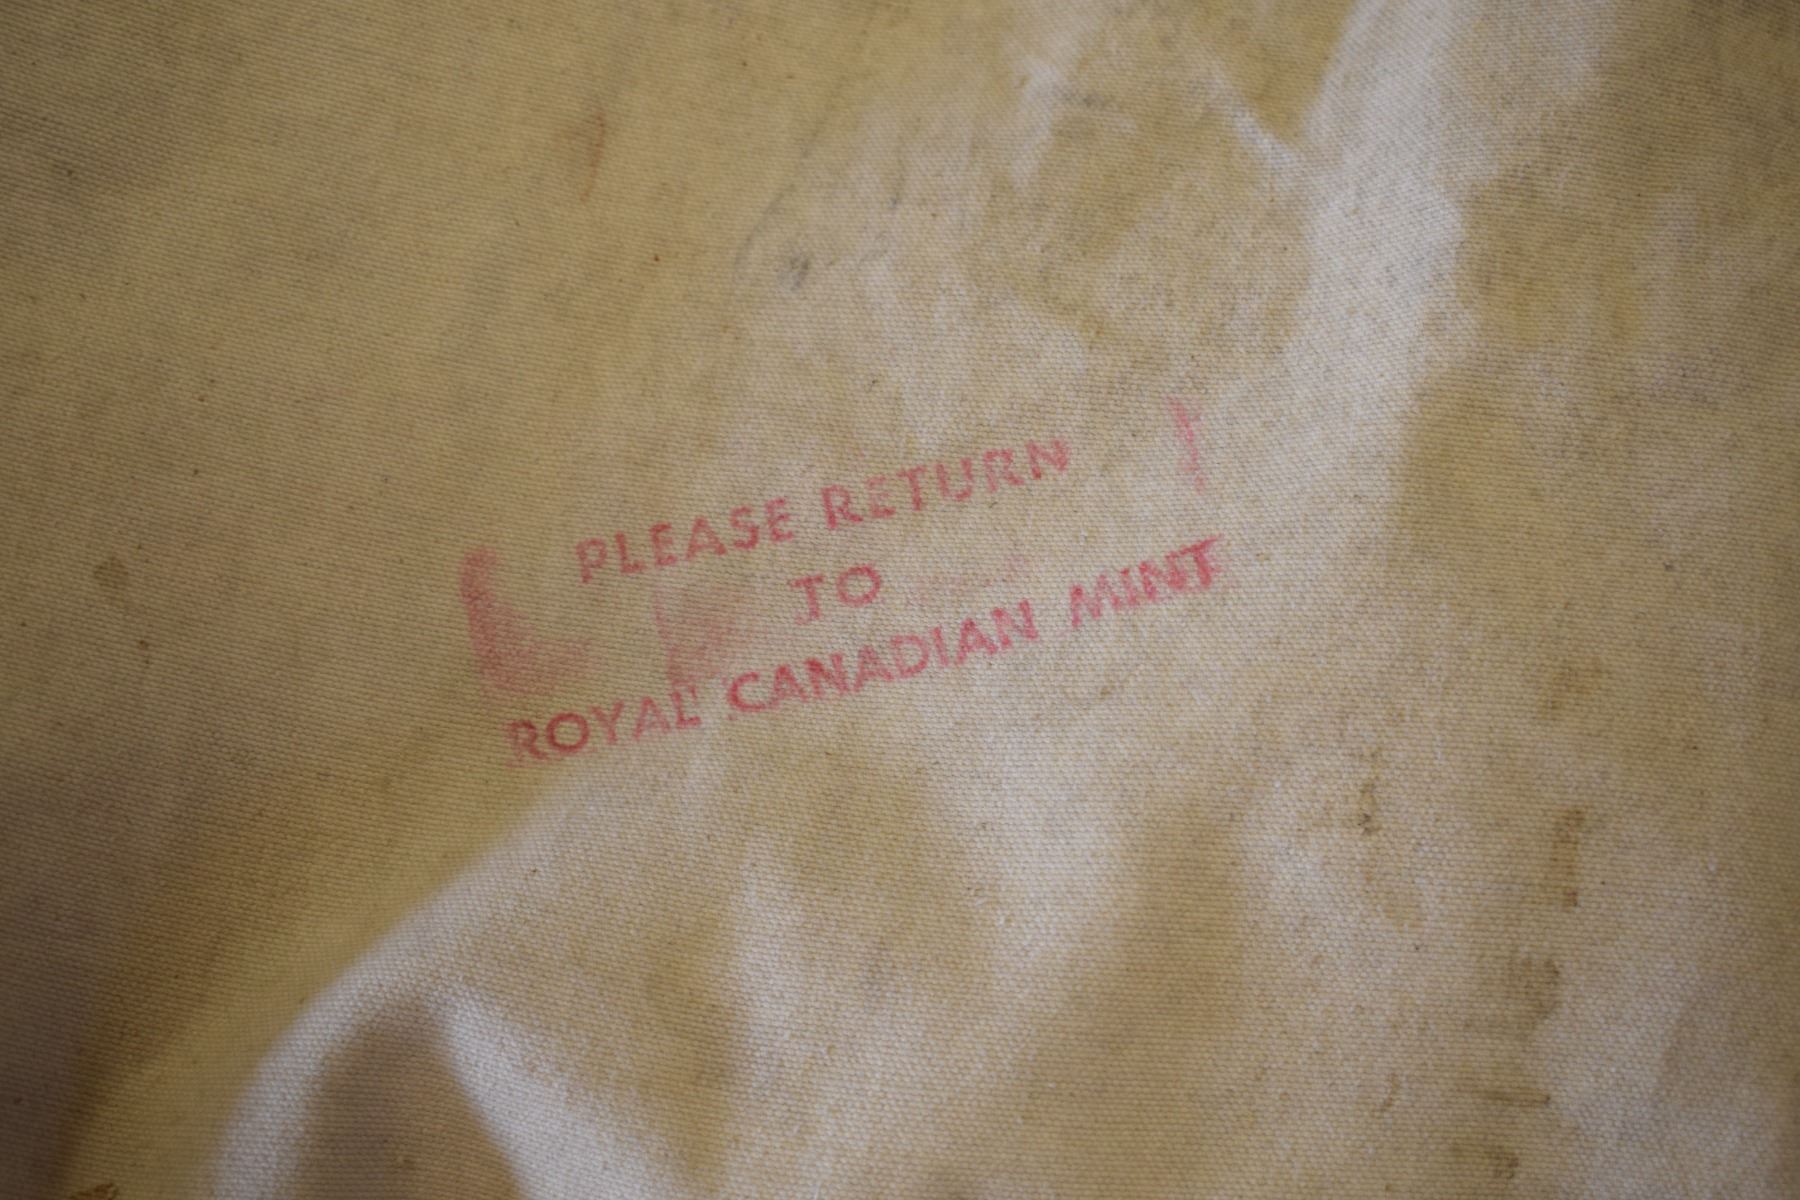 PLEASE RETURN
TO
ROYAL CANADIAN MINT